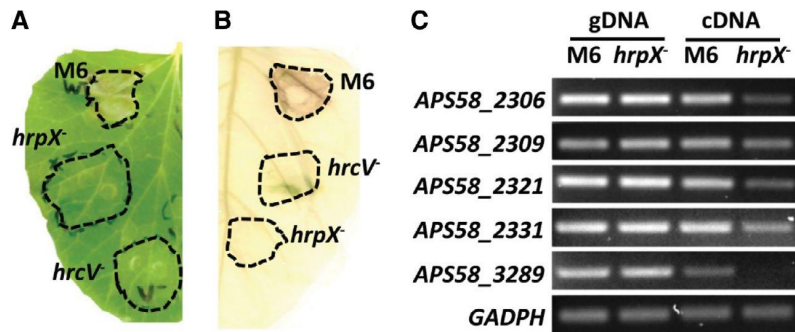 A
M6
hrpX⁻
hrcV⁻
B
M6
hrcV⁻
hrpX⁻
C
gDNA cDNA
M6 hrpX⁻ M6 hrpX⁻
APS58_2306
APS58_2309
APS58_2321
APS58_2331
APS58_3289
GADPH